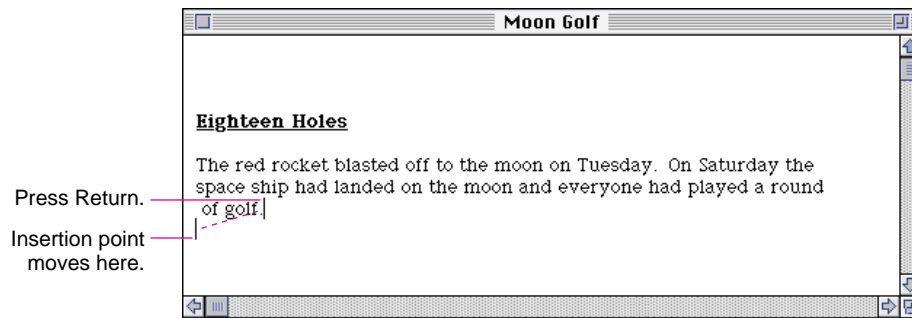 Moon Golf
Eighteen Holes
The red rocket blasted off to the moon on Tuesday.  On Saturday the
space ship had landed on the moon and everyone had played a round
of golf.
Press Return.
Insertion point
moves here.